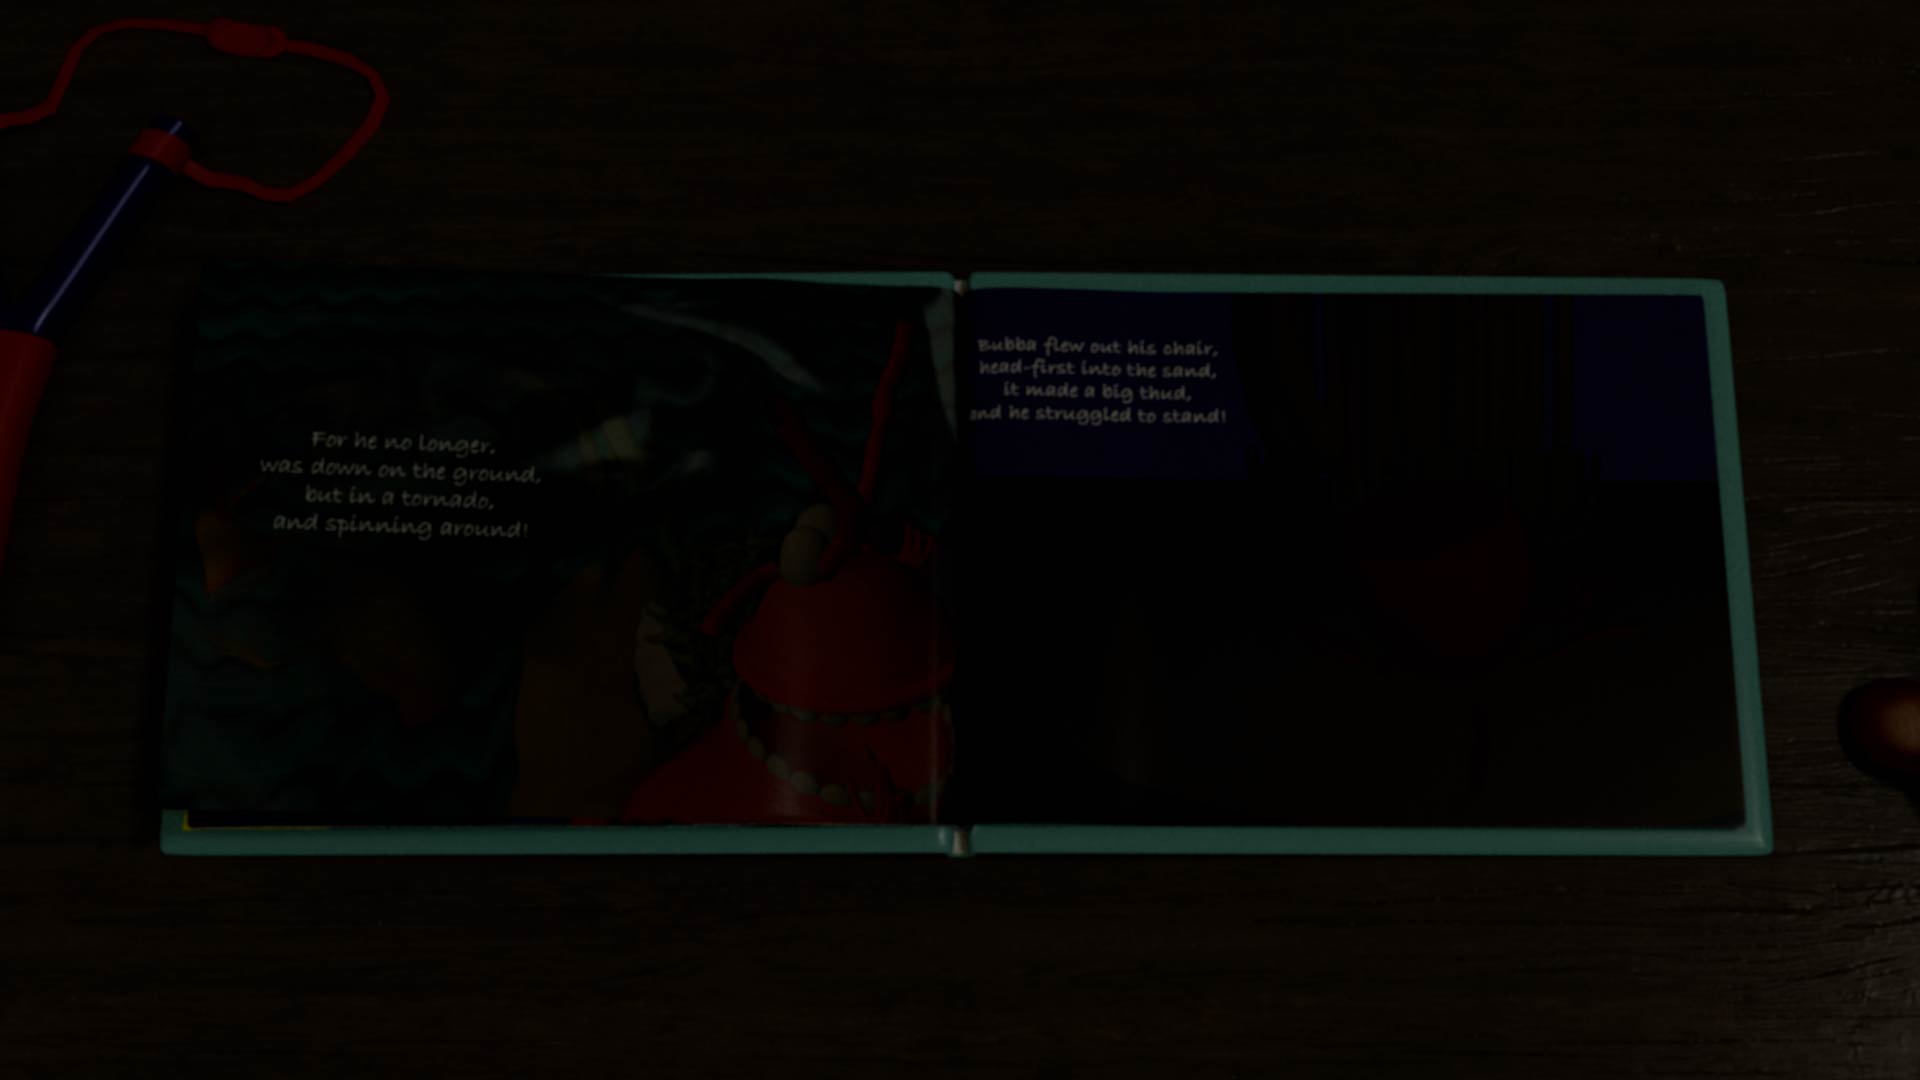 For he no longer,
was down on the ground,
but in a tornado,
and spinning around!
Bubba flew out his chair,
head-first into the sand,
it made a big thud,
and he struggled to stand!